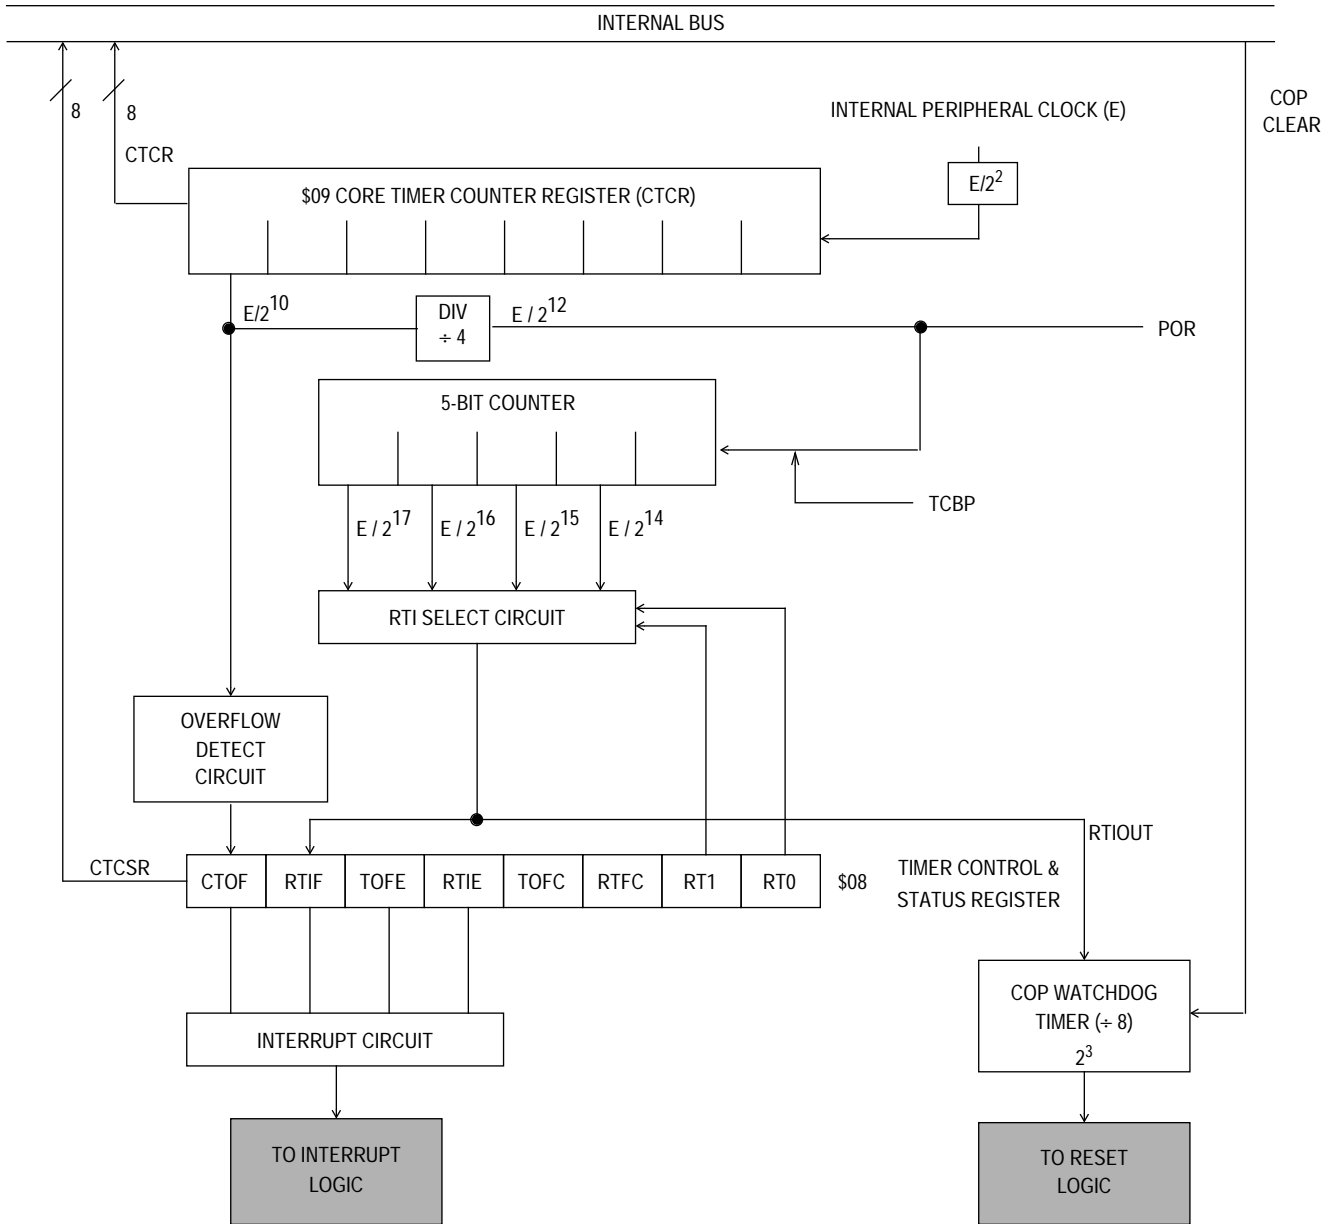 INTERNAL BUS
8
8
COP
CLEAR
INTERNAL PERIPHERAL CLOCK (E)
CTCR
E/2²
$09 CORE TIMER COUNTER REGISTER (CTCR)
E/2¹⁰
DIV
÷ 4
E / 2¹²
POR
5-BIT COUNTER
TCBP
E / 2¹⁷
E / 2¹⁶
E / 2¹⁵
E / 2¹⁴
RTI SELECT CIRCUIT
OVERFLOW
DETECT
CIRCUIT
RTIOUT
CTCSR
CTOF RTIF TOFE RTIE TOFC RTFC RT1 RT0
$08
TIMER CONTROL &
STATUS REGISTER
COP WATCHDOG
TIMER (÷ 8)
2³
INTERRUPT CIRCUIT
TO INTERRUPT
LOGIC
TO RESET
LOGIC